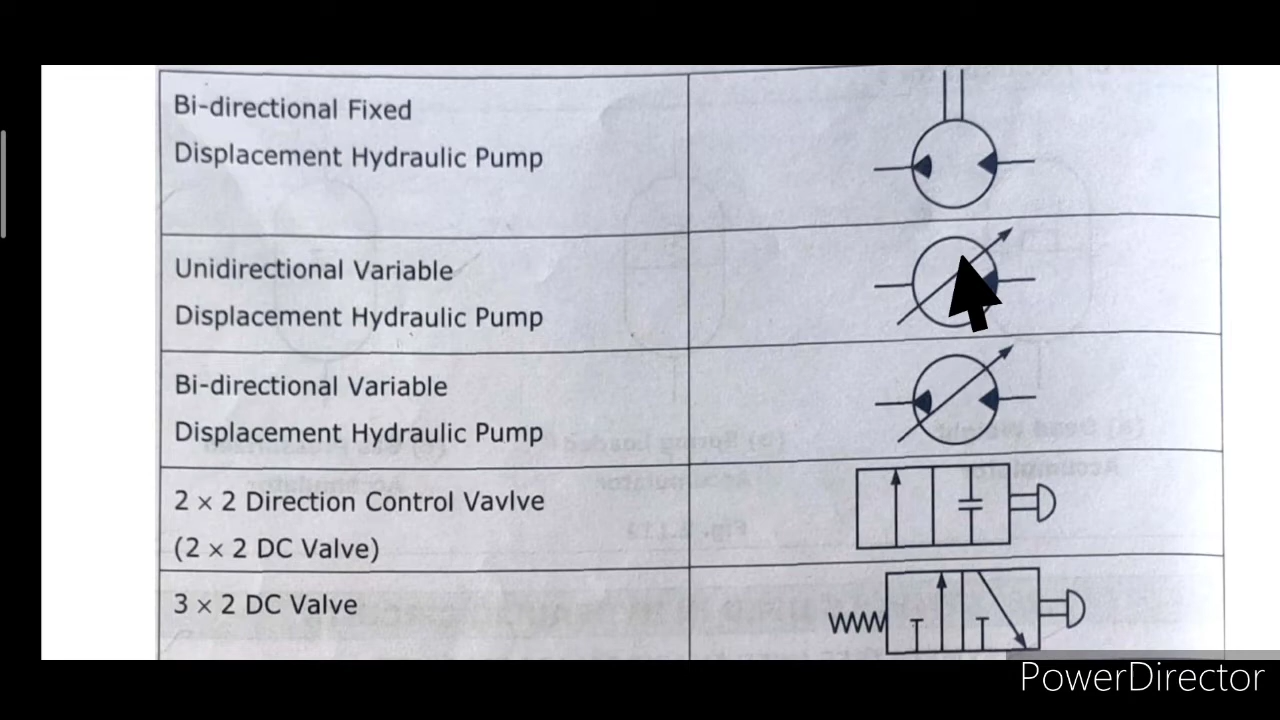 Bi-directional Fixed
Displacement Hydraulic Pump
Unidirectional Variable
Displacement Hydraulic Pump
Bi-directional Variable
Displacement Hydraulic Pump
2 × 2 Direction Control Vavlve
(2 × 2 DC Valve)
3 × 2 DC Valve
PowerDirector